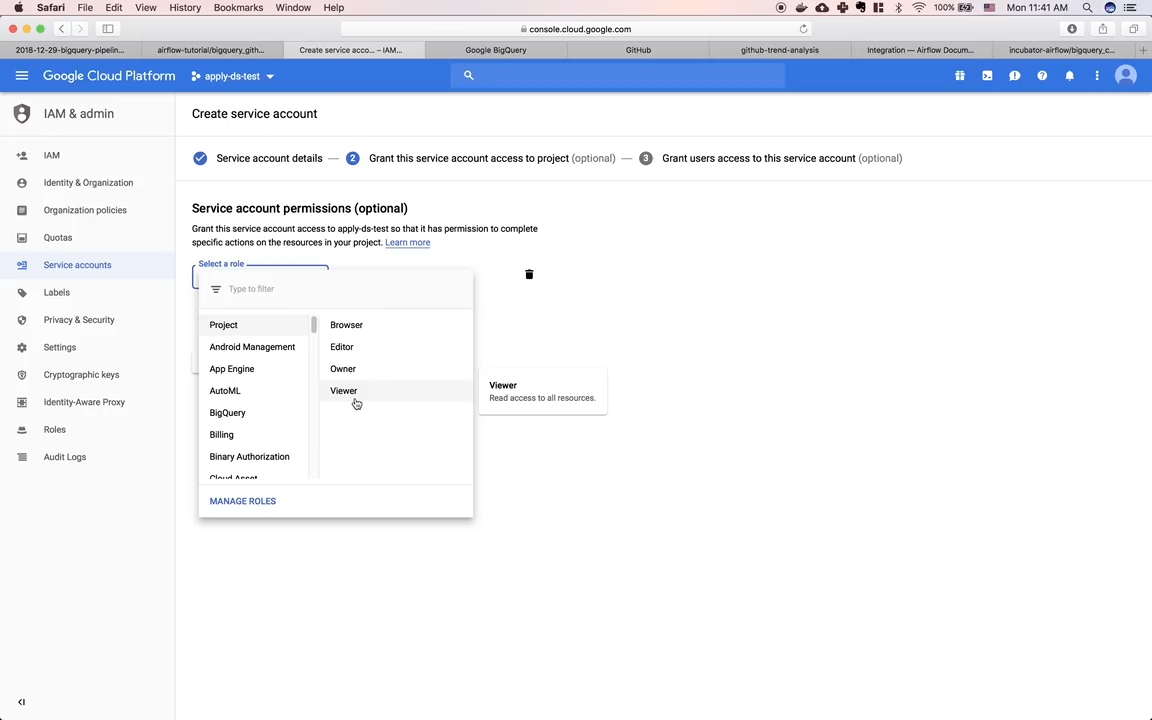 Safari File Edit View History Bookmarks Window Help 100% Mon 11:41 AM
console.cloud.google.com
2018-12-29-bigquery-pipelin... airflow-tutorial/bigquery_gith... Create service acco... – IAM... Google BigQuery GitHub github-trend-analysis Integration — Airflow Docum... incubator-airflow/bigquery_c...
Google Cloud Platform apply-ds-test
IAM & admin
IAM
Identity & Organization
Organization policies
Quotas
Service accounts
Labels
Privacy & Security
Settings
Cryptographic keys
Identity-Aware Proxy
Roles
Audit Logs
Create service account
Service account details — 2 Grant this service account access to project (optional) — 3 Grant users access to this service account (optional)
Service account permissions (optional)
Grant this service account access to apply-ds-test so that it has permission to complete
specific actions on the resources in your project. Learn more
Select a role
Type to filter
Project
Android Management
App Engine
AutoML
BigQuery
Billing
Binary Authorization
Cloud Asset
Browser
Editor
Owner
Viewer
MANAGE ROLES
Viewer
Read access to all resources.